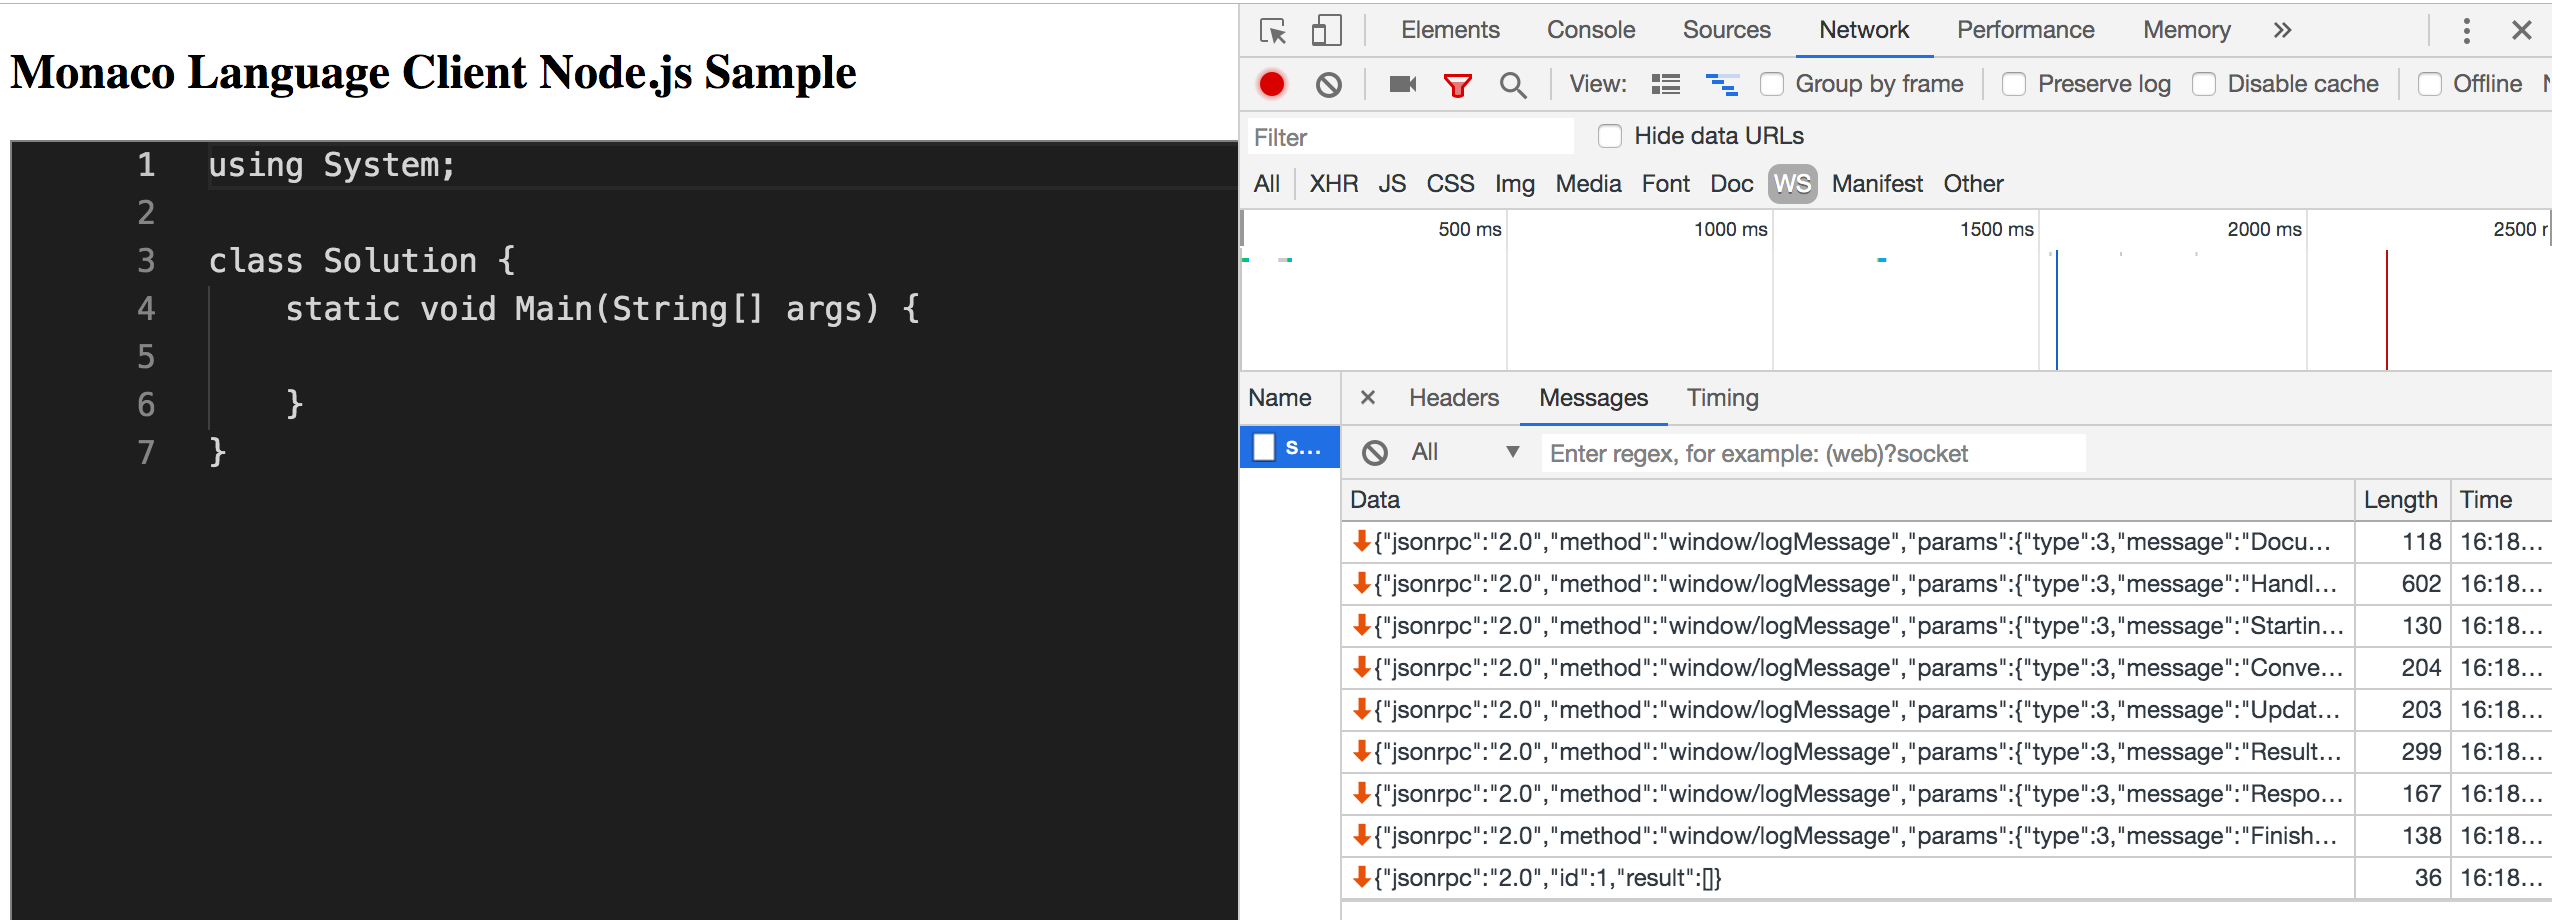 Monaco Language Client Node.js Sample
1 using System;
2
3 class Solution {
4 static void Main(String[] args) {
5
6 }
7 }
Elements Console Sources Network Performance Memory »
View: Group by frame Preserve log Disable cache Offline
Filter Hide data URLs
All XHR JS CSS Img Media Font Doc WS Manifest Other
500 ms 1000 ms 1500 ms 2000 ms 2500
Name × Headers Messages Timing
s... All ▼ Enter regex, for example: (web)?socket
Data Length Time
{"jsonrpc":"2.0","method":"window/logMessage","params":{"type":3,"message":"Docu... 118 16:18...
{"jsonrpc":"2.0","method":"window/logMessage","params":{"type":3,"message":"Handl... 602 16:18...
{"jsonrpc":"2.0","method":"window/logMessage","params":{"type":3,"message":"Startin... 130 16:18...
{"jsonrpc":"2.0","method":"window/logMessage","params":{"type":3,"message":"Conve... 204 16:18...
{"jsonrpc":"2.0","method":"window/logMessage","params":{"type":3,"message":"Updat... 203 16:18...
{"jsonrpc":"2.0","method":"window/logMessage","params":{"type":3,"message":"Result... 299 16:18...
{"jsonrpc":"2.0","method":"window/logMessage","params":{"type":3,"message":"Respo... 167 16:18...
{"jsonrpc":"2.0","method":"window/logMessage","params":{"type":3,"message":"Finish... 138 16:18...
{"jsonrpc":"2.0","id":1,"result":[]} 36 16:18...